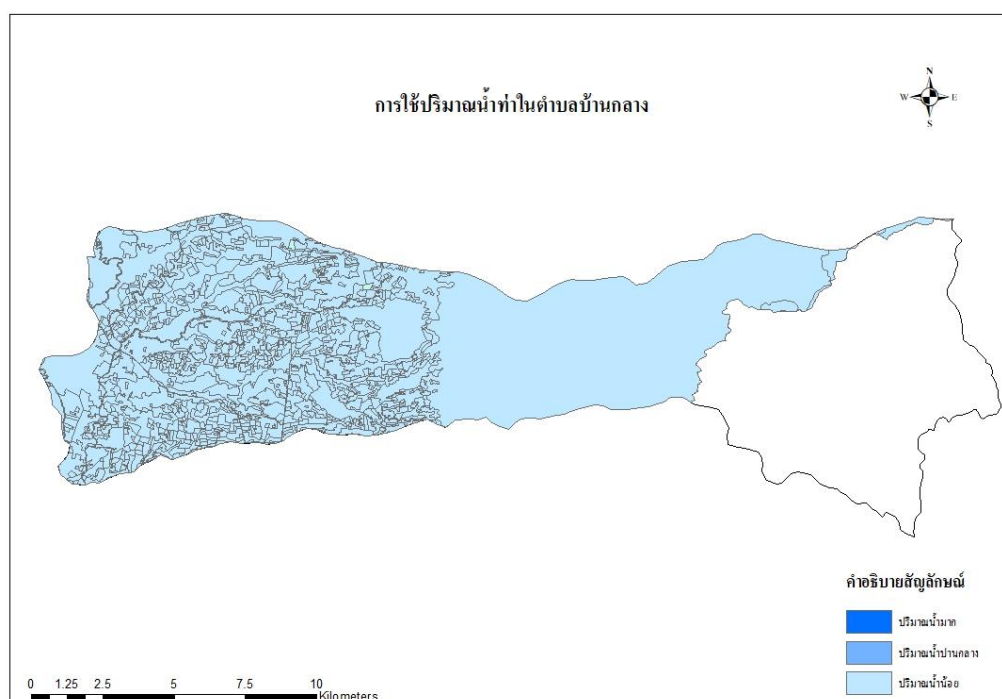 การใช้ปริมาณน้ำท่าในตำบลบ้านกลาง
N
W E
S
คำอธิบายสัญลักษณ์
ปริมาณน้ำมาก
ปริมาณน้ำปานกลาง
ปริมาณน้ำน้อย
0 1.25 2.5 5 7.5 10
Kilometers